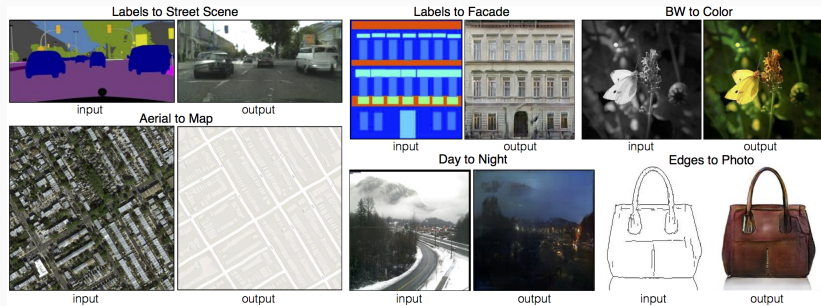 Labels to Street Scene
input
output
Aerial to Map
input
output
Labels to Facade
input
output
BW to Color
input
output
Day to Night
input
output
Edges to Photo
input
output